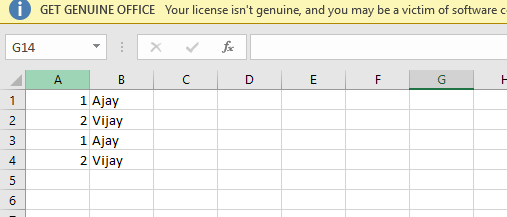 GET GENUINE OFFICE Your license isn't genuine, and you may be a victim of software
G14 fx
A B C D E F G H
1 1 Ajay
2 2 Vijay
3 1 Ajay
4 2 Vijay
5
6